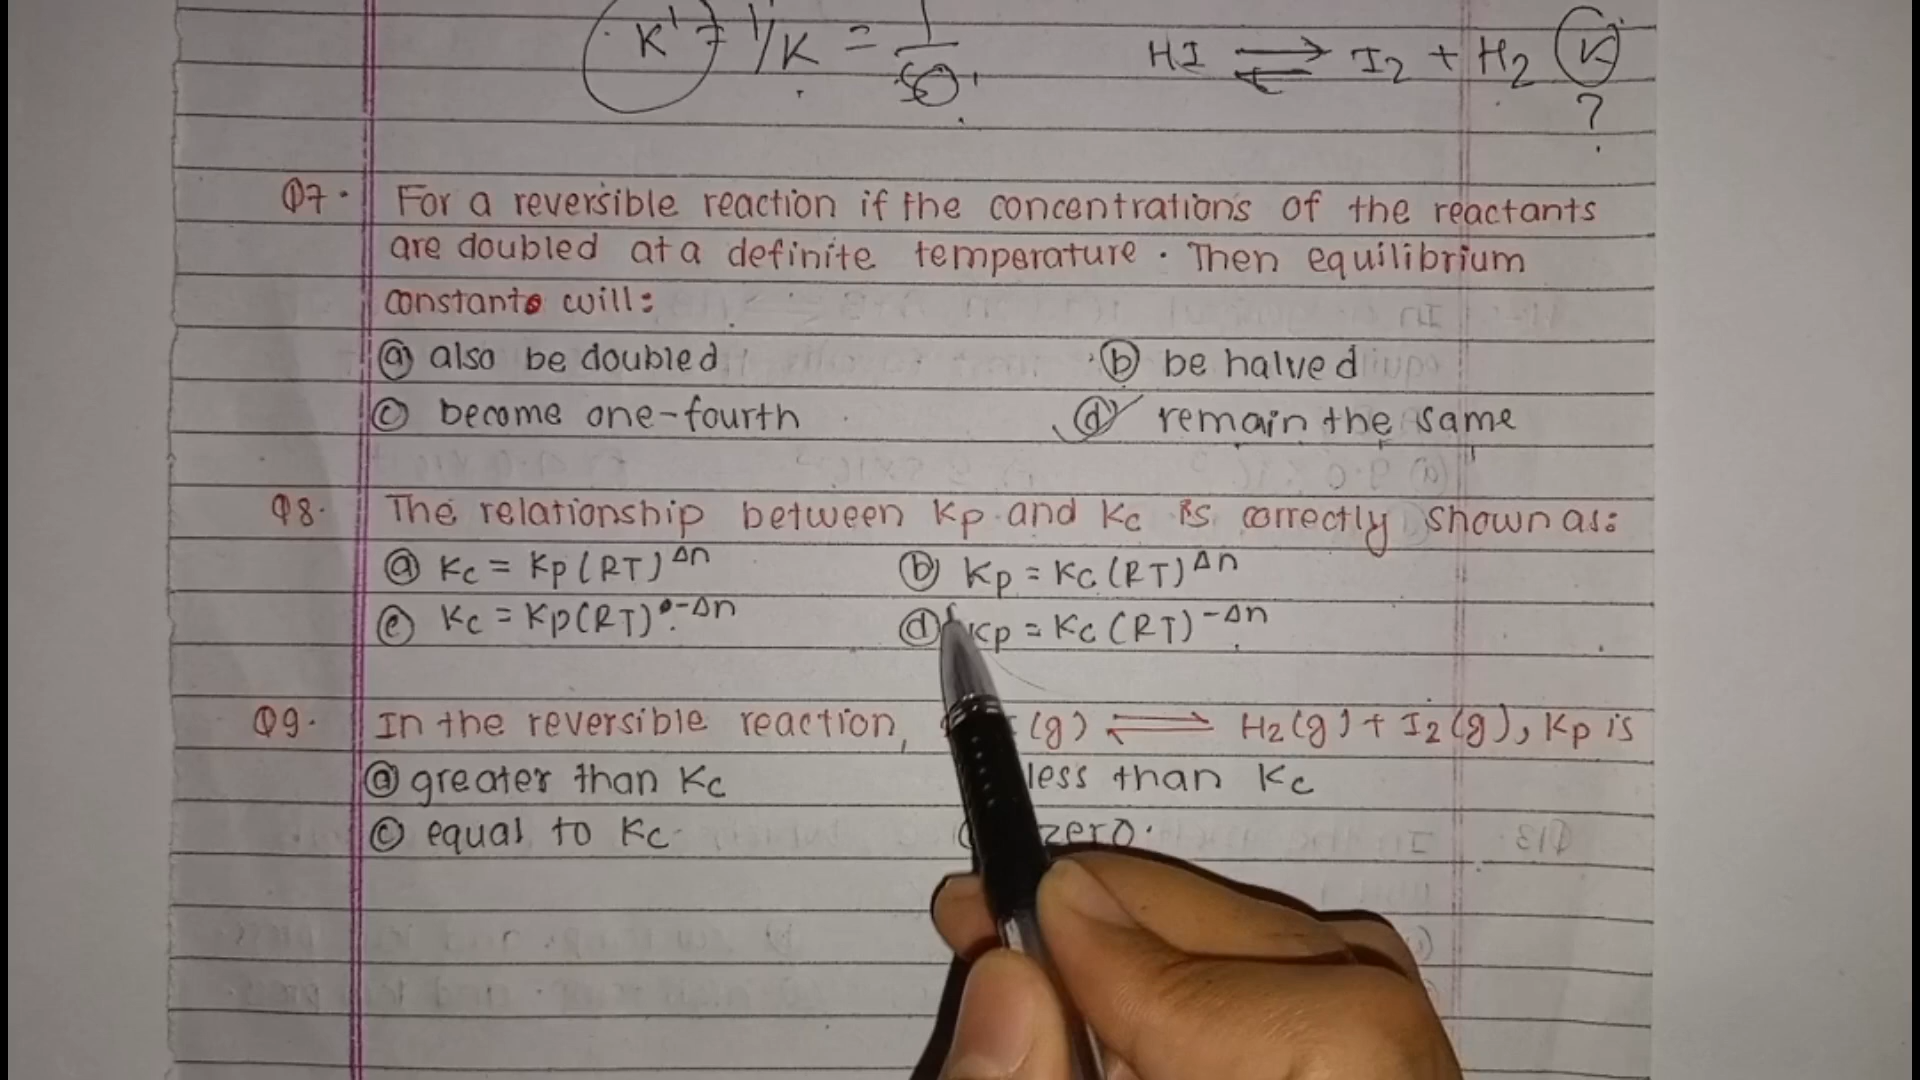 K' = 1/K = 1/50
HI ⇌ I2 + H2 K
?
Q7. For a reversible reaction if the concentrations of the reactants
are doubled at a definite temperature. Then equilibrium
constant will:
(a) also be doubled (b) be halved
(c) become one-fourth (d) remain the same
Q8. The relationship between Kp and Kc is correctly shown as:
(a) Kc = Kp (RT)^Δn (b) Kp = Kc (RT)^Δn
(c) Kc = Kp (RT)^-Δn (d) Kp = Kc (RT)^-Δn
Q9. In the reversible reaction, (g) ⇌ H2(g) + I2(g), Kp is
(a) greater than Kc less than Kc
(c) equal to Kc zero.